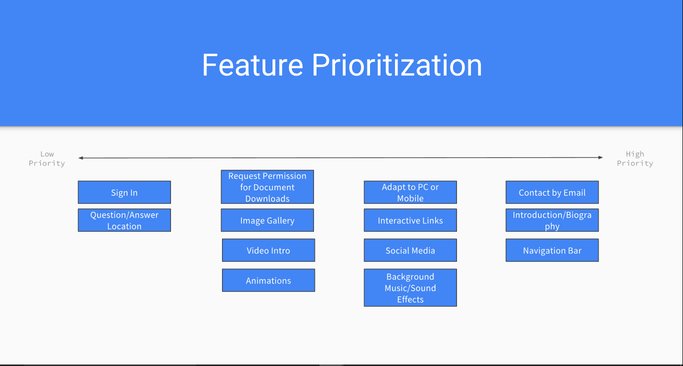 Feature Prioritization
Low
Priority
High
Priority
Sign In
Question/Answer
Location
Request Permission
for Document
Downloads
Image Gallery
Video Intro
Animations
Adapt to PC or
Mobile
Interactive Links
Social Media
Background
Music/Sound
Effects
Contact by Email
Introduction/Biogra
phy
Navigation Bar